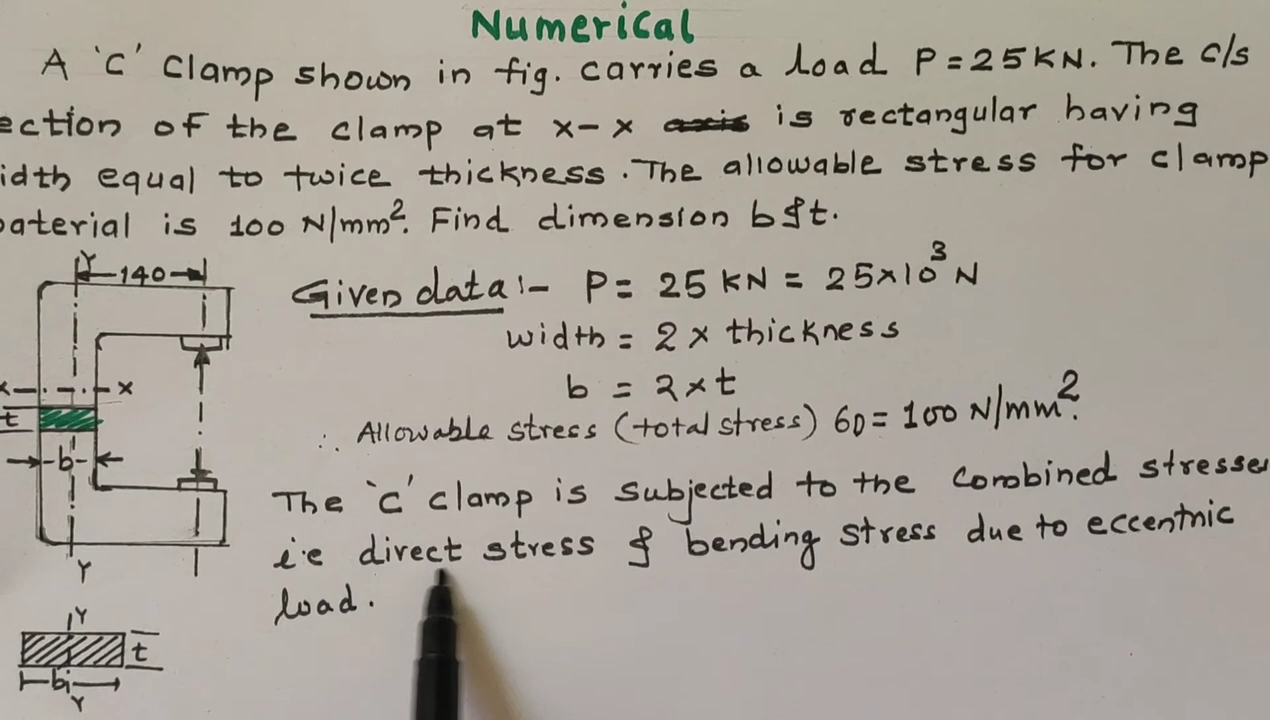 Numerical
A 'C' clamp shown in fig. carries a load P = 25 KN. The c/s
ection of the clamp at x-x axis is rectangular having
idth equal to twice thickness. The allowable stress for clamp
aterial is 100 N/mm². Find dimension b & t.
Y
140
Given data :- P = 25 KN = 25×10³ N
width = 2 × thickness
x x
b = 2×t
t
∴ Allowable stress (total stress) σD = 100 N/mm².
b
The 'C' clamp is subjected to the combined stresse
i.e direct stress & bending stress due to eccentric
Y
load.
Y
t
b
Y